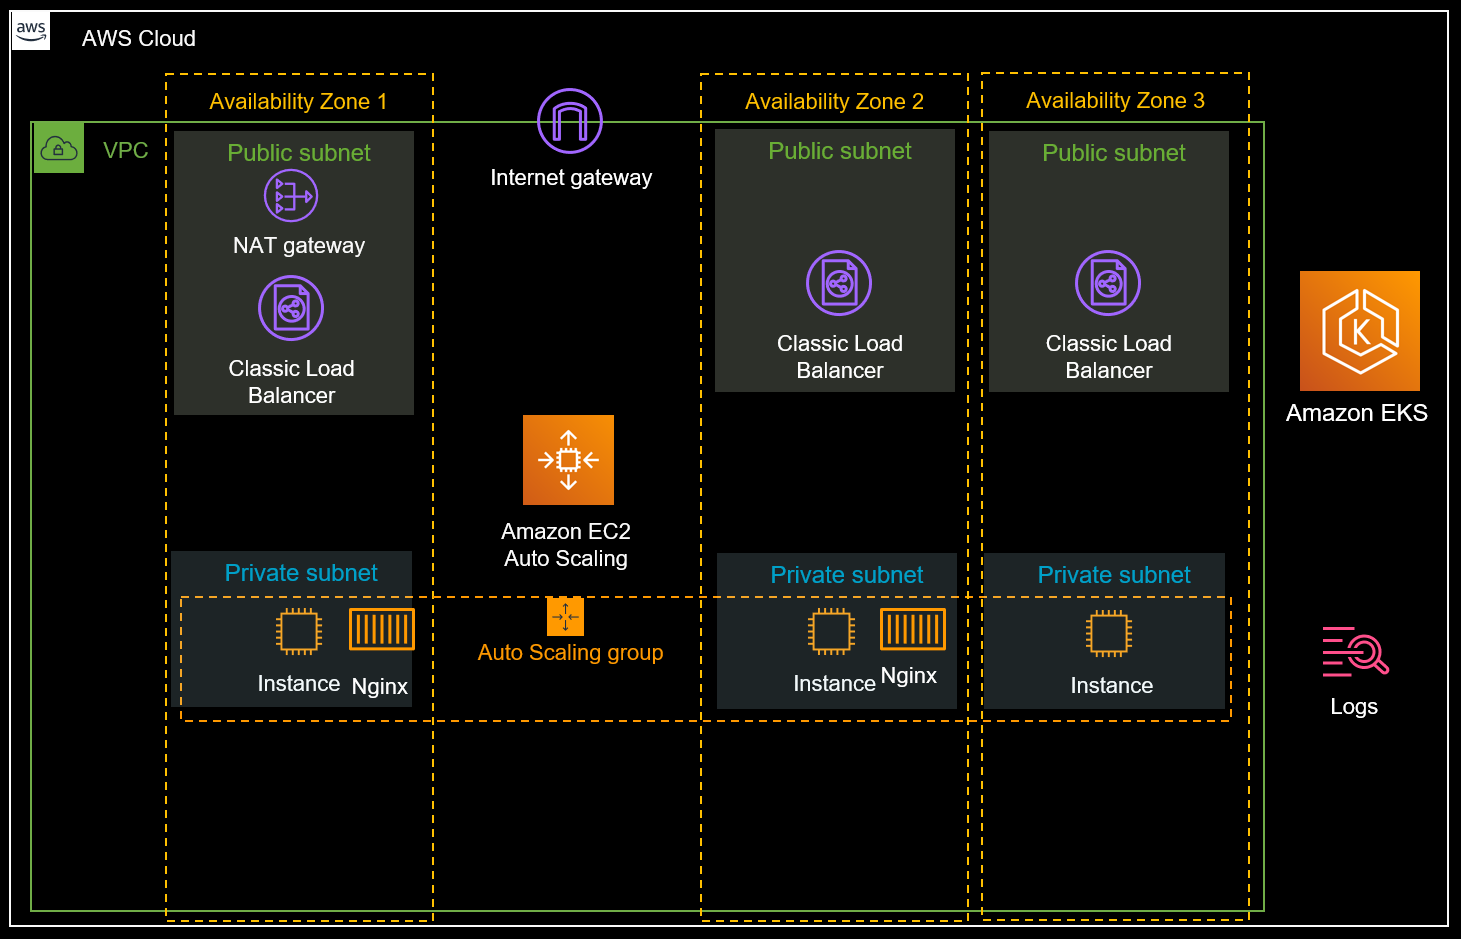 aws
AWS Cloud
Availability Zone 1
Availability Zone 2
Availability Zone 3
VPC
Public subnet
Public subnet
Public subnet
Internet gateway
NAT gateway
Classic Load
Balancer
Classic Load
Balancer
Classic Load
Balancer
K
Amazon EKS
Amazon EC2
Auto Scaling
Private subnet
Private subnet
Private subnet
Auto Scaling group
Instance
Nginx
Instance
Nginx
Instance
Logs